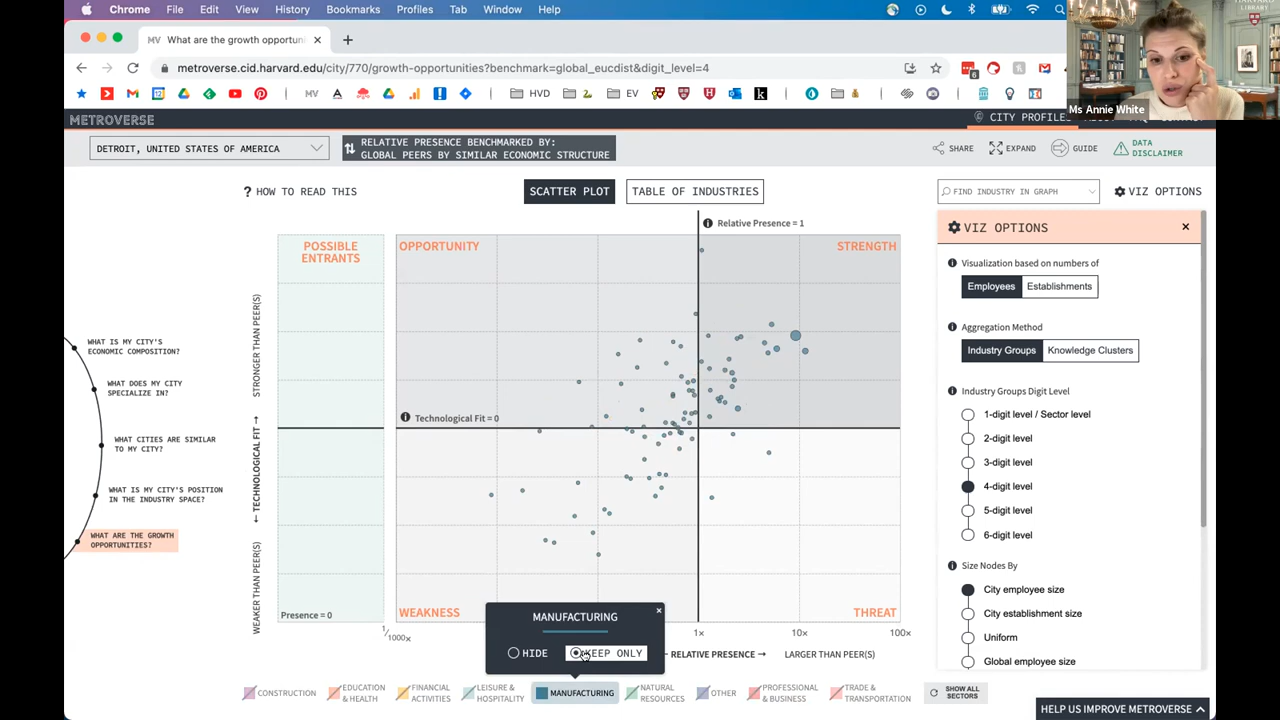 Chrome File Edit View History Bookmarks Profiles Tab Window Help
HARVARD
LIBRARY
MV What are the growth opportuni
metroverse.cid.harvard.edu/city/770/growth-opportunities?benchmark=global_eucdist&digit_level=4
6
MV HVD 2 EV
Ms Annie White
METROVERSE
CITY PROFILES
DETROIT, UNITED STATES OF AMERICA
RELATIVE PRESENCE BENCHMARKED BY:
GLOBAL PEERS BY SIMILAR ECONOMIC STRUCTURE
SHARE
EXPAND
GUIDE
DATA
DISCLAIMER
? HOW TO READ THIS
SCATTER PLOT
TABLE OF INDUSTRIES
FIND INDUSTRY IN GRAPH
VIZ OPTIONS
Relative Presence = 1
POSSIBLE
ENTRANTS
OPPORTUNITY
STRENGTH
Technological Fit = 0
WEAKNESS
THREAT
Presence = 0
WEAKER THAN PEER(S)
← TECHNOLOGICAL FIT →
STRONGER THAN PEER(S)
1/1000x
1×
10×
100×
RELATIVE PRESENCE →
LARGER THAN PEER(S)
WHAT IS MY CITY'S
ECONOMIC COMPOSITION?
WHAT DOES MY CITY
SPECIALIZE IN?
WHAT CITIES ARE SIMILAR
TO MY CITY?
WHAT IS MY CITY'S POSITION
IN THE INDUSTRY SPACE?
WHAT ARE THE GROWTH
OPPORTUNITIES?
MANUFACTURING
HIDE
KEEP ONLY
CONSTRUCTION
EDUCATION
& HEALTH
FINANCIAL
ACTIVITIES
LEISURE &
HOSPITALITY
MANUFACTURING
NATURAL
RESOURCES
OTHER
PROFESSIONAL
& BUSINESS
TRADE &
TRANSPORTATION
SHOW ALL
SECTORS
VIZ OPTIONS
Visualization based on numbers of
Employees
Establishments
Aggregation Method
Industry Groups
Knowledge Clusters
Industry Groups Digit Level
1-digit level / Sector level
2-digit level
3-digit level
4-digit level
5-digit level
6-digit level
Size Nodes By
City employee size
City establishment size
Uniform
Global employee size
HELP US IMPROVE METROVERSE